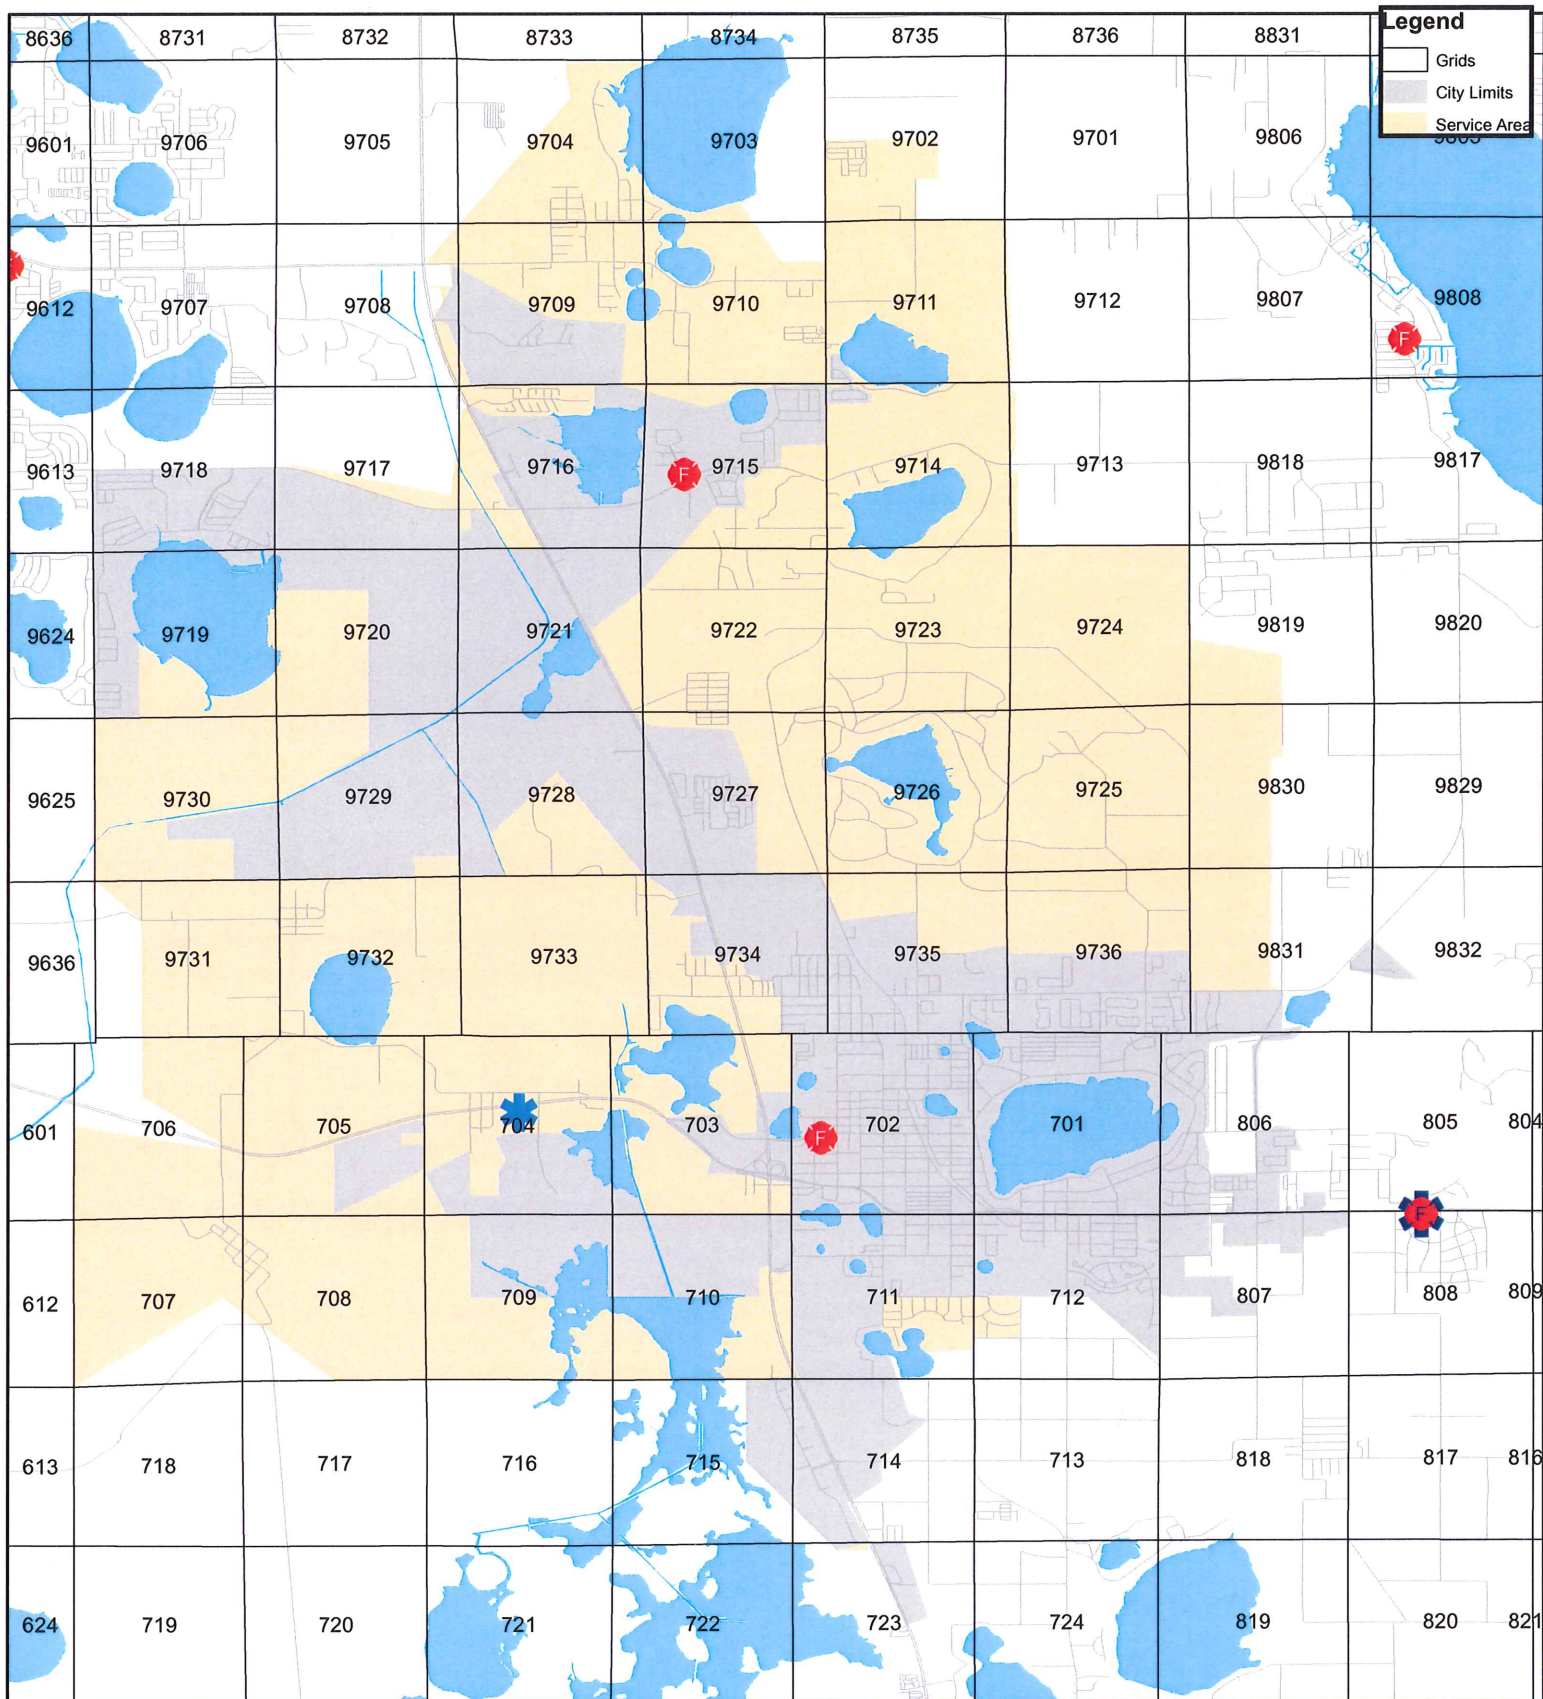 Legend
Grids
City Limits
Service Area
8636 8731 8732 8733 8734 8735 8736 8831
9601 9706 9705 9704 9703 9702 9701 9806
9612 9707 9708 9709 9710 9711 9712 9807 9808
F
9613 9718 9717 9716 F 9715 9714 9713 9818 9817
9624 9719 9720 9721 9722 9723 9724 9819 9820
9625 9730 9729 9728 9727 9726 9725 9830 9829
9636 9731 9732 9733 9734 9735 9736 9831 9832
601 706 705 704 703 F 702 701 806 805 804
F
612 707 708 709 710 711 712 807 808 809
613 718 717 716 715 714 713 818 817 816
624 719 720 721 722 723 724 819 820 821